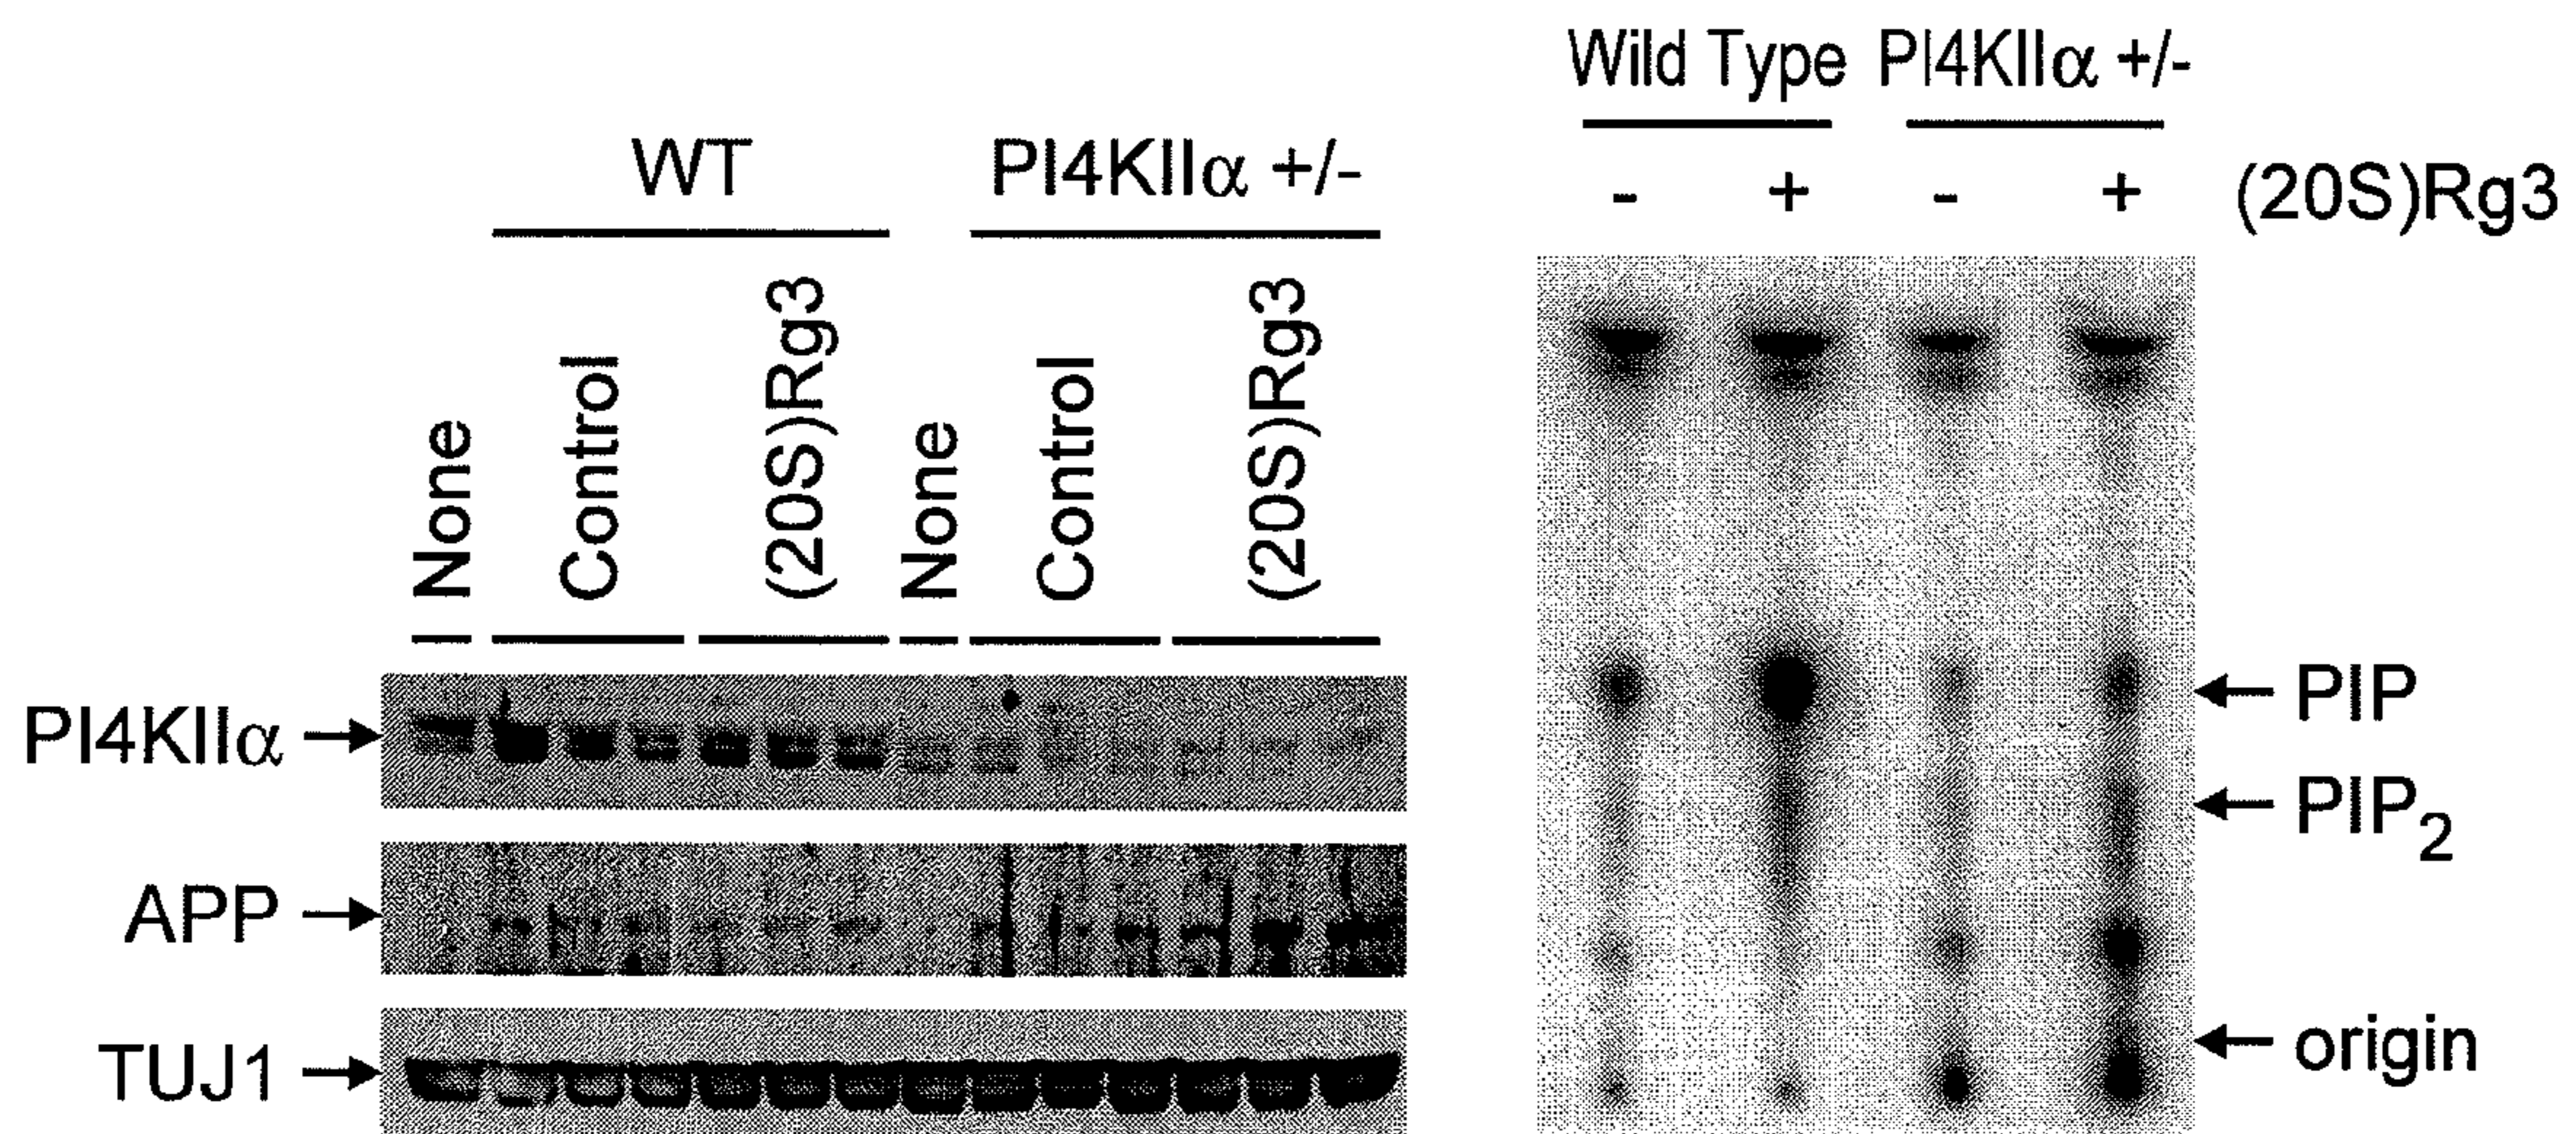 WT PI4KIIα +/-
None Control (20S)Rg3 None Control (20S)Rg3
PI4KIIα
APP
TUJ1
Wild Type PI4KIIα +/-
- + - + (20S)Rg3
PIP
PIP2
origin